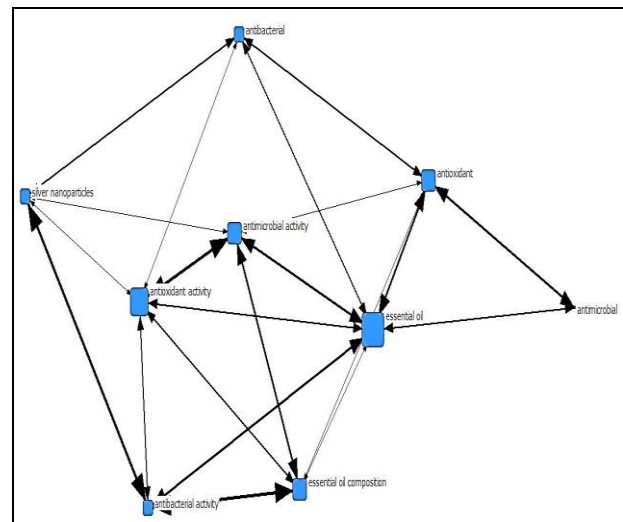 antibacterial
antioxidant
silver nanoparticles
antimicrobial activity
antioxidant activity
essential oil
antimicrobial
essential oil composition
antibacterial activity